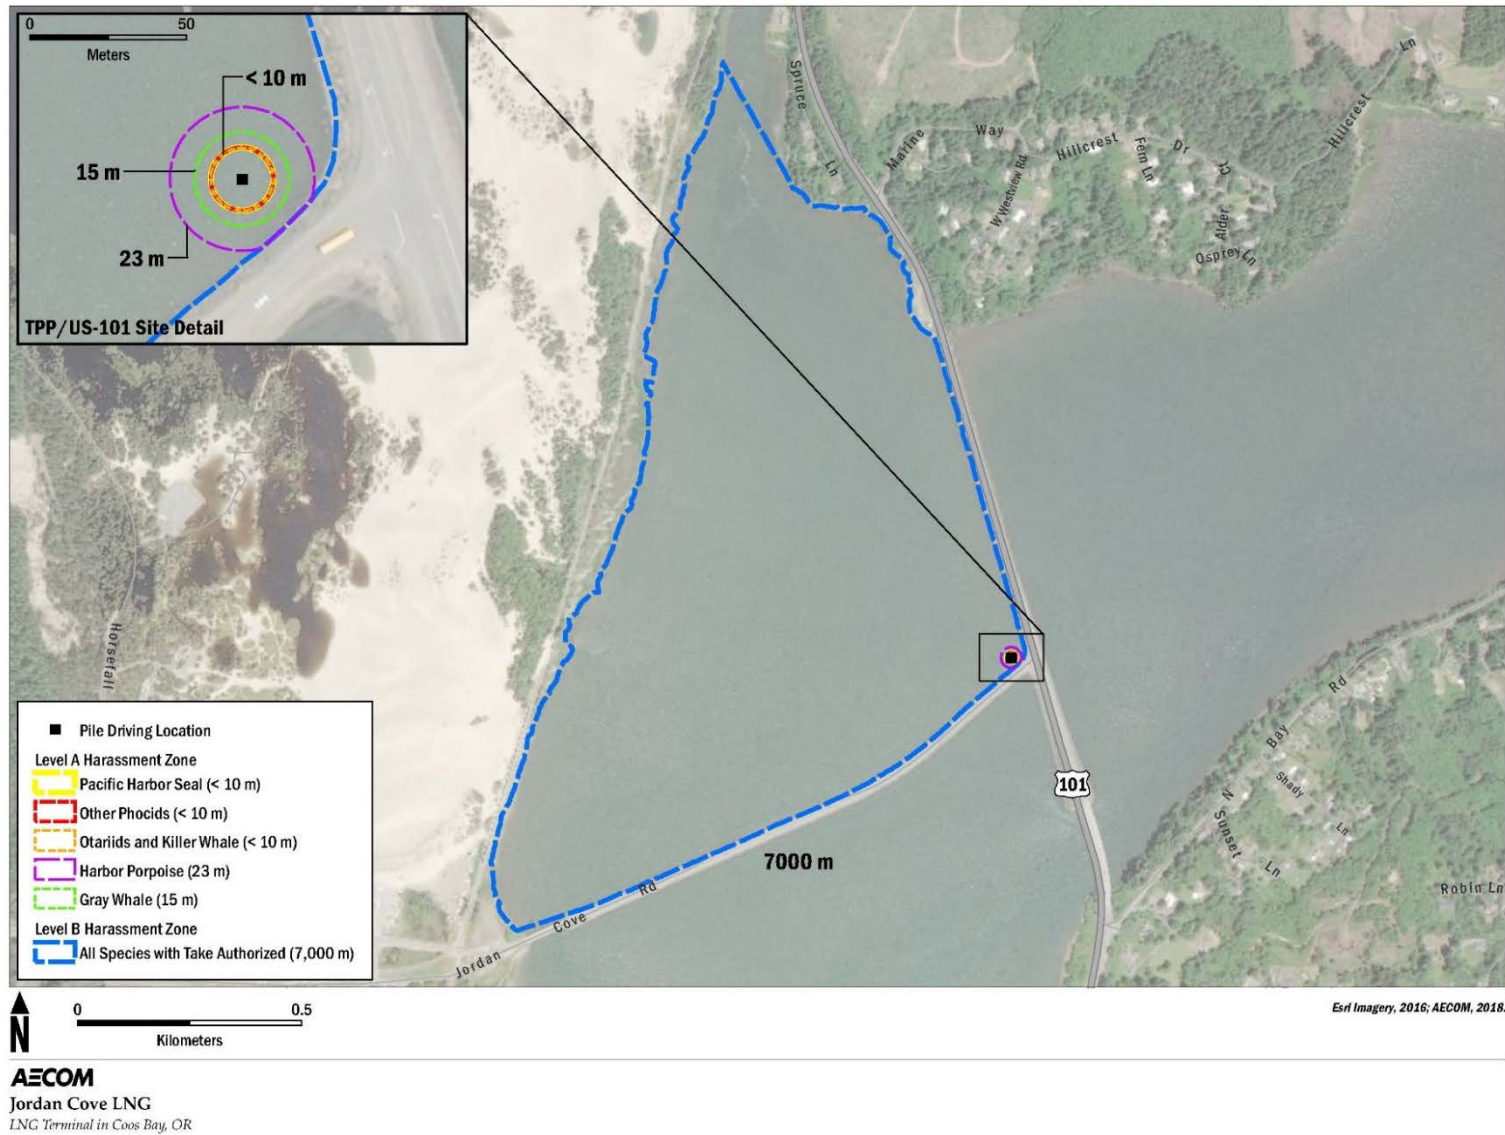 0 50
Meters
< 10 m
15 m
23 m
TPP/US-101 Site Detail
Spruce
Ln
Marine
Way
W Westview Rd
Hillcrest
Dr
Fern Ln
Ct
Alder
Osprey Ln
Hillcrest
Ln
Horsefall
101
7000 m
Jordan
Cove
Rd
N
Bay
Rd
Sunset
Ln
Shady
Ln
Robin Ln
Pile Driving Location
Level A Harassment Zone
Pacific Harbor Seal (< 10 m)
Other Phocids (< 10 m)
Otariids and Killer Whale (< 10 m)
Harbor Porpoise (23 m)
Gray Whale (15 m)
Level B Harassment Zone
All Species with Take Authorized (7,000 m)
N
0 0.5
Kilometers
Esri Imagery, 2016; AECOM, 2018.
AECOM
Jordan Cove LNG
LNG Terminal in Coos Bay, OR